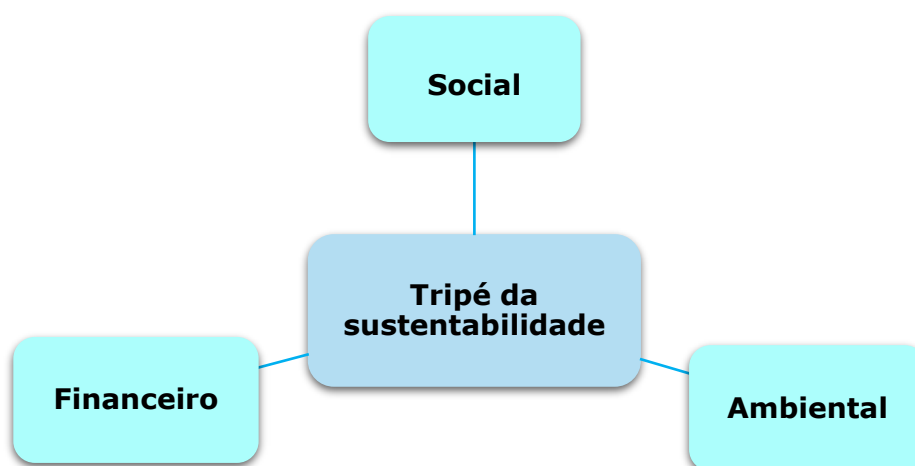 Social
Tripé da
sustentabilidade
Financeiro
Ambiental